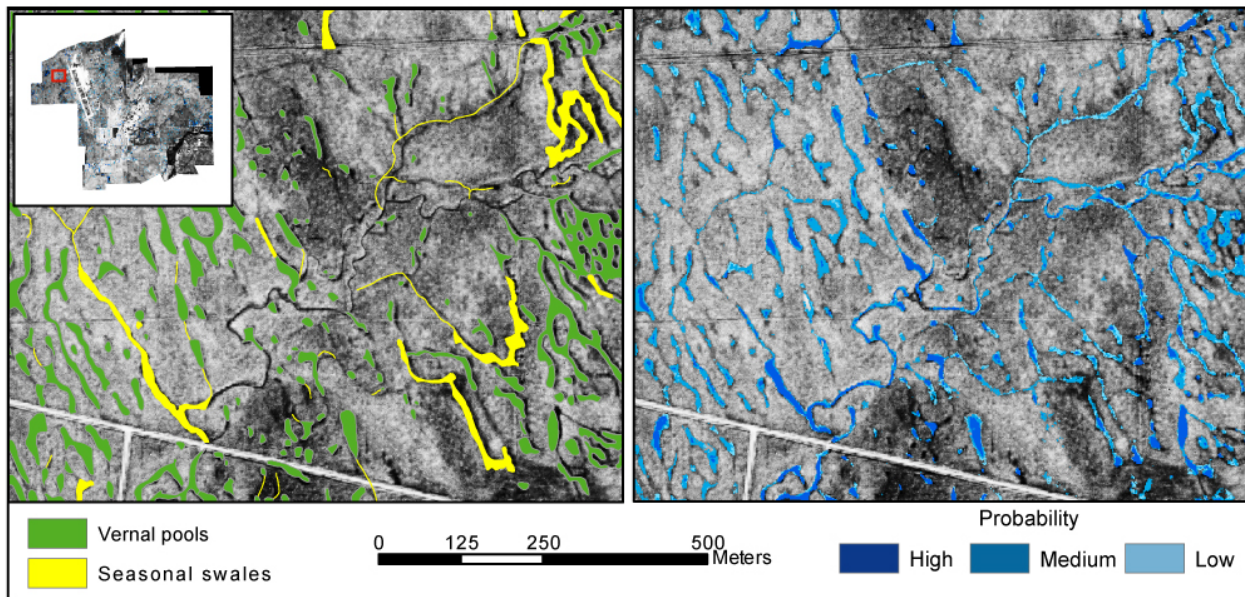 Vernal pools
Seasonal swales
0 125 250 500
Meters
Probability
High Medium Low